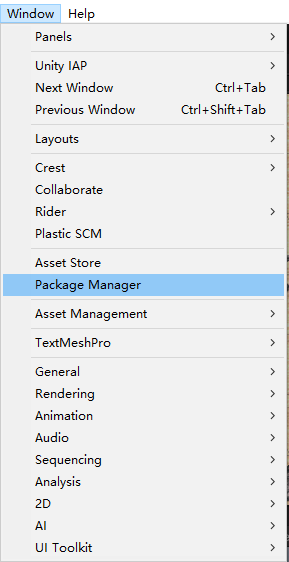 Window Help
Panels
Unity IAP
Next Window Ctrl+Tab
Previous Window Ctrl+Shift+Tab
Layouts
Crest
Collaborate
Rider
Plastic SCM
Asset Store
Package Manager
Asset Management
TextMeshPro
General
Rendering
Animation
Audio
Sequencing
Analysis
2D
AI
UI Toolkit